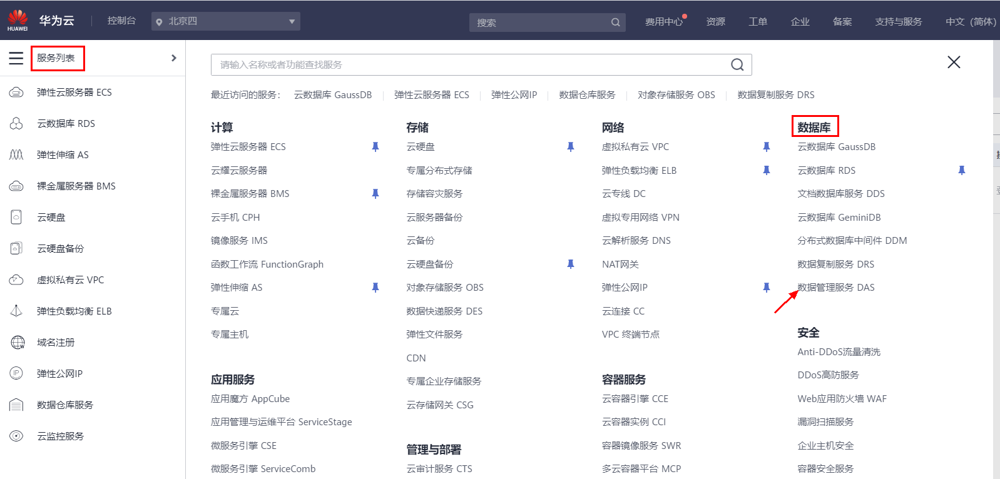 HUAWEI
华为云
控制台
北京四
搜索
费用中心
资源
工单
企业
备案
支持与服务
中文 (简体)
服务列表
弹性云服务器 ECS
云数据库 RDS
弹性伸缩 AS
裸金属服务器 BMS
云硬盘
云硬盘备份
虚拟私有云 VPC
弹性负载均衡 ELB
域名注册
弹性公网IP
数据仓库服务
云监控服务
请输入名称或者功能查找服务
最近访问的服务： 云数据库 GaussDB 弹性云服务器 ECS 弹性公网IP 数据仓库服务 对象存储服务 OBS 数据复制服务 DRS
计算
弹性云服务器 ECS
云耀云服务器
裸金属服务器 BMS
云手机 CPH
镜像服务 IMS
函数工作流 FunctionGraph
弹性伸缩 AS
专属云
专属主机
应用服务
应用魔方 AppCube
应用管理与运维平台 ServiceStage
微服务引擎 CSE
微服务引擎 ServiceComb
存储
云硬盘
专属分布式存储
存储容灾服务
云服务器备份
云备份
云硬盘备份
对象存储服务 OBS
数据快递服务 DES
弹性文件服务
CDN
专属企业存储服务
云存储网关 CSG
管理与部署
云审计服务 CTS
网络
虚拟私有云 VPC
弹性负载均衡 ELB
云专线 DC
虚拟专用网络 VPN
云解析服务 DNS
NAT网关
弹性公网IP
云连接 CC
VPC 终端节点
容器服务
云容器引擎 CCE
云容器实例 CCI
容器镜像服务 SWR
多云容器平台 MCP
数据库
云数据库 GaussDB
云数据库 RDS
文档数据库服务 DDS
云数据库 GeminiDB
分布式数据库中间件 DDM
数据复制服务 DRS
数据管理服务 DAS
安全
Anti-DDoS流量清洗
DDoS高防服务
Web应用防火墙 WAF
漏洞扫描服务
企业主机安全
容器安全服务